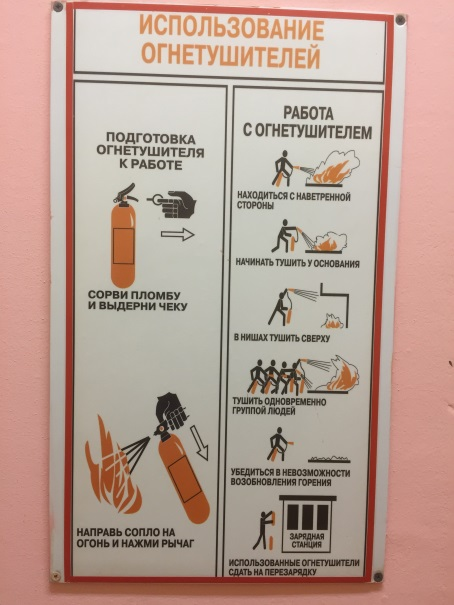 ИСПОЛЬЗОВАНИЕ
ОГНЕТУШИТЕЛЕЙ
ПОДГОТОВКА
ОГНЕТУШИТЕЛЯ
К РАБОТЕ
СОРВИ ПЛОМБУ
И ВЫДЕРНИ ЧЕКУ
НАПРАВЬ СОПЛО НА
ОГОНЬ И НАЖМИ РЫЧАГ
РАБОТА
С ОГНЕТУШИТЕЛЕМ
НАХОДИТЬСЯ С НАВЕТРЕННОЙ
СТОРОНЫ
НАЧИНАТЬ ТУШИТЬ У ОСНОВАНИЯ
В НИШАХ ТУШИТЬ СВЕРХУ
ТУШИТЬ ОДНОВРЕМЕННО
ГРУППОЙ ЛЮДЕЙ
УБЕДИТЬСЯ В НЕВОЗМОЖНОСТИ
ВОЗОБНОВЛЕНИЯ ГОРЕНИЯ
ЗАРЯДНАЯ
СТАНЦИЯ
ИСПОЛЬЗОВАННЫЕ ОГНЕТУШИТЕЛИ
СДАТЬ НА ПЕРЕЗАРЯДКУ